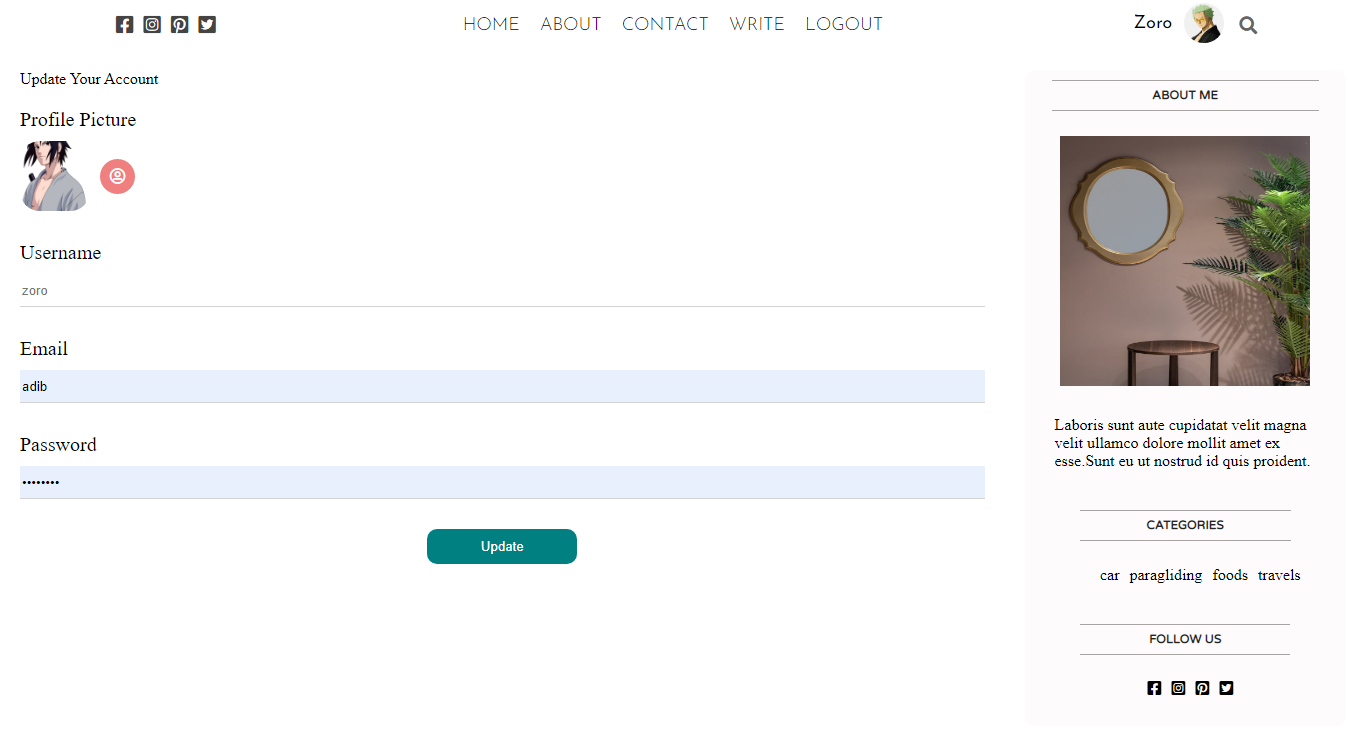 HOME ABOUT CONTACT WRITE LOGOUT
Zoro
Update Your Account
Profile Picture
Username
zoro
Email
adib
Password
••••••••
Update
ABOUT ME
Laboris sunt aute cupidatat velit magna
velit ullamco dolore mollit amet ex
esse.Sunt eu ut nostrud id quis proident.
CATEGORIES
car paragliding foods travels
FOLLOW US